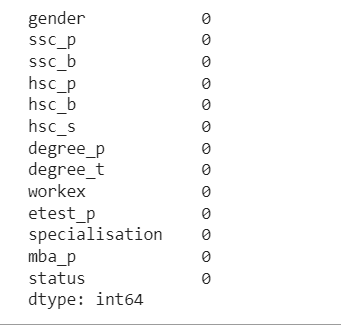 gender 0
ssc_p 0
ssc_b 0
hsc_p 0
hsc_b 0
hsc_s 0
degree_p 0
degree_t 0
workex 0
etest_p 0
specialisation 0
mba_p 0
status 0
dtype: int64